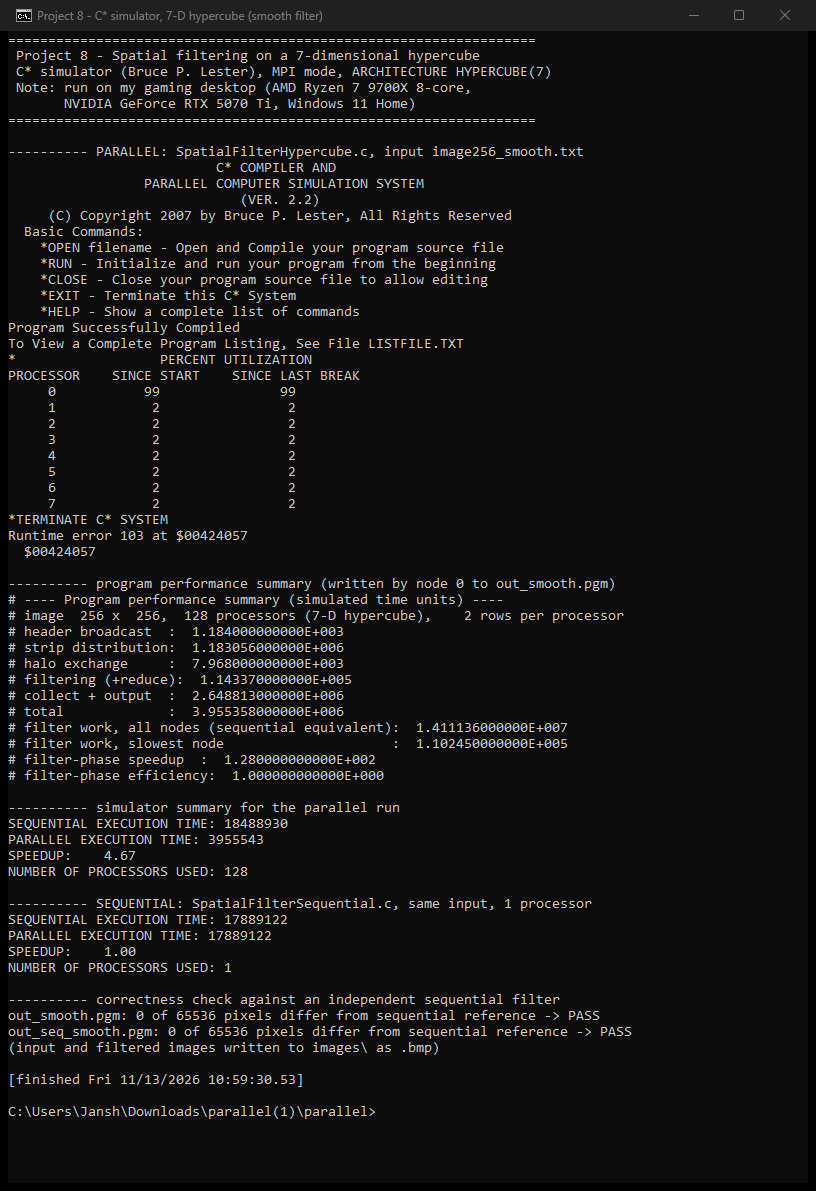 Project 8 - C* simulator, 7-D hypercube (smooth filter)
==================================================================
 Project 8 - Spatial filtering on a 7-dimensional hypercube
 C* simulator (Bruce P. Lester), MPI mode, ARCHITECTURE HYPERCUBE(7)
 Note: run on my gaming desktop (AMD Ryzen 7 9700X 8-core,
       NVIDIA GeForce RTX 5070 Ti, Windows 11 Home)
==================================================================
---------- PARALLEL: SpatialFilterHypercube.c, input image256_smooth.txt
                          C* COMPILER AND
                 PARALLEL COMPUTER SIMULATION SYSTEM
                             (VER. 2.2)
     (C) Copyright 2007 by Bruce P. Lester, All Rights Reserved
  Basic Commands:
    *OPEN filename - Open and Compile your program source file
    *RUN - Initialize and run your program from the beginning
    *CLOSE - Close your program source file to allow editing
    *EXIT - Terminate this C* System
    *HELP - Show a complete list of commands
Program Successfully Compiled
To View a Complete Program Listing, See File LISTFILE.TXT
*                  PERCENT UTILIZATION
PROCESSOR    SINCE START    SINCE LAST BREAK
     0           99               99
     1            2                2
     2            2                2
     3            2                2
     4            2                2
     5            2                2
     6            2                2
     7            2                2
*TERMINATE C* SYSTEM
Runtime error 103 at $00424057
  $00424057
---------- program performance summary (written by node 0 to out_smooth.pgm)
# ---- Program performance summary (simulated time units) ----
# image  256 x  256,  128 processors (7-D hypercube),    2 rows per processor
# header broadcast  :  1.184000000000E+003
# strip distribution:  1.183056000000E+006
# halo exchange     :  7.968000000000E+003
# filtering (+reduce):  1.143370000000E+005
# collect + output  :  2.648813000000E+006
# total             :  3.955358000000E+006
# filter work, all nodes (sequential equivalent):  1.411136000000E+007
# filter work, slowest node                     :  1.102450000000E+005
# filter-phase speedup  :  1.280000000000E+002
# filter-phase efficiency:  1.000000000000E+000
---------- simulator summary for the parallel run
SEQUENTIAL EXECUTION TIME: 18488930
PARALLEL EXECUTION TIME: 3955543
SPEEDUP:    4.67
NUMBER OF PROCESSORS USED: 128
---------- SEQUENTIAL: SpatialFilterSequential.c, same input, 1 processor
SEQUENTIAL EXECUTION TIME: 17889122
PARALLEL EXECUTION TIME: 17889122
SPEEDUP:    1.00
NUMBER OF PROCESSORS USED: 1
---------- correctness check against an independent sequential filter
out_smooth.pgm: 0 of 65536 pixels differ from sequential reference -> PASS
out_seq_smooth.pgm: 0 of 65536 pixels differ from sequential reference -> PASS
(input and filtered images written to images\ as .bmp)
[finished Fri 11/13/2026 10:59:30.53]
C:\Users\Jansh\Downloads\parallel(1)\parallel>